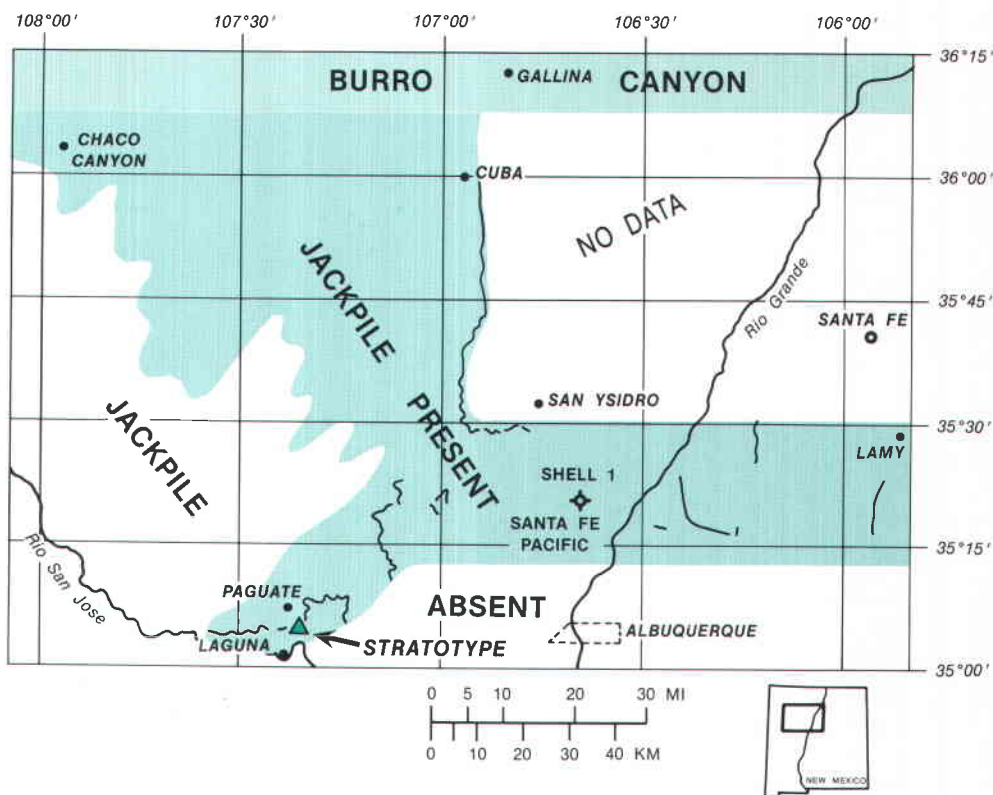 108°00'
107°30'
107°00'
106°30'
106°00'
36°15'
BURRO CANYON
GALLINA
CHACO
CANYON
CUBA
36°00'
NO DATA
JACKPILE
35°45'
Rio Grande
SANTA FE
JACKPILE
PRESENT
SAN YSIDRO
35°30'
LAMY
SHELL 1
SANTA FE
PACIFIC
35°15'
Rio San Jose
PAGUATE
ABSENT
ALBUQUERQUE
LAGUNA
STRATOTYPE
35°00'
0 5 10 20 30 MI
0 10 20 30 40 KM
NEW MEXICO